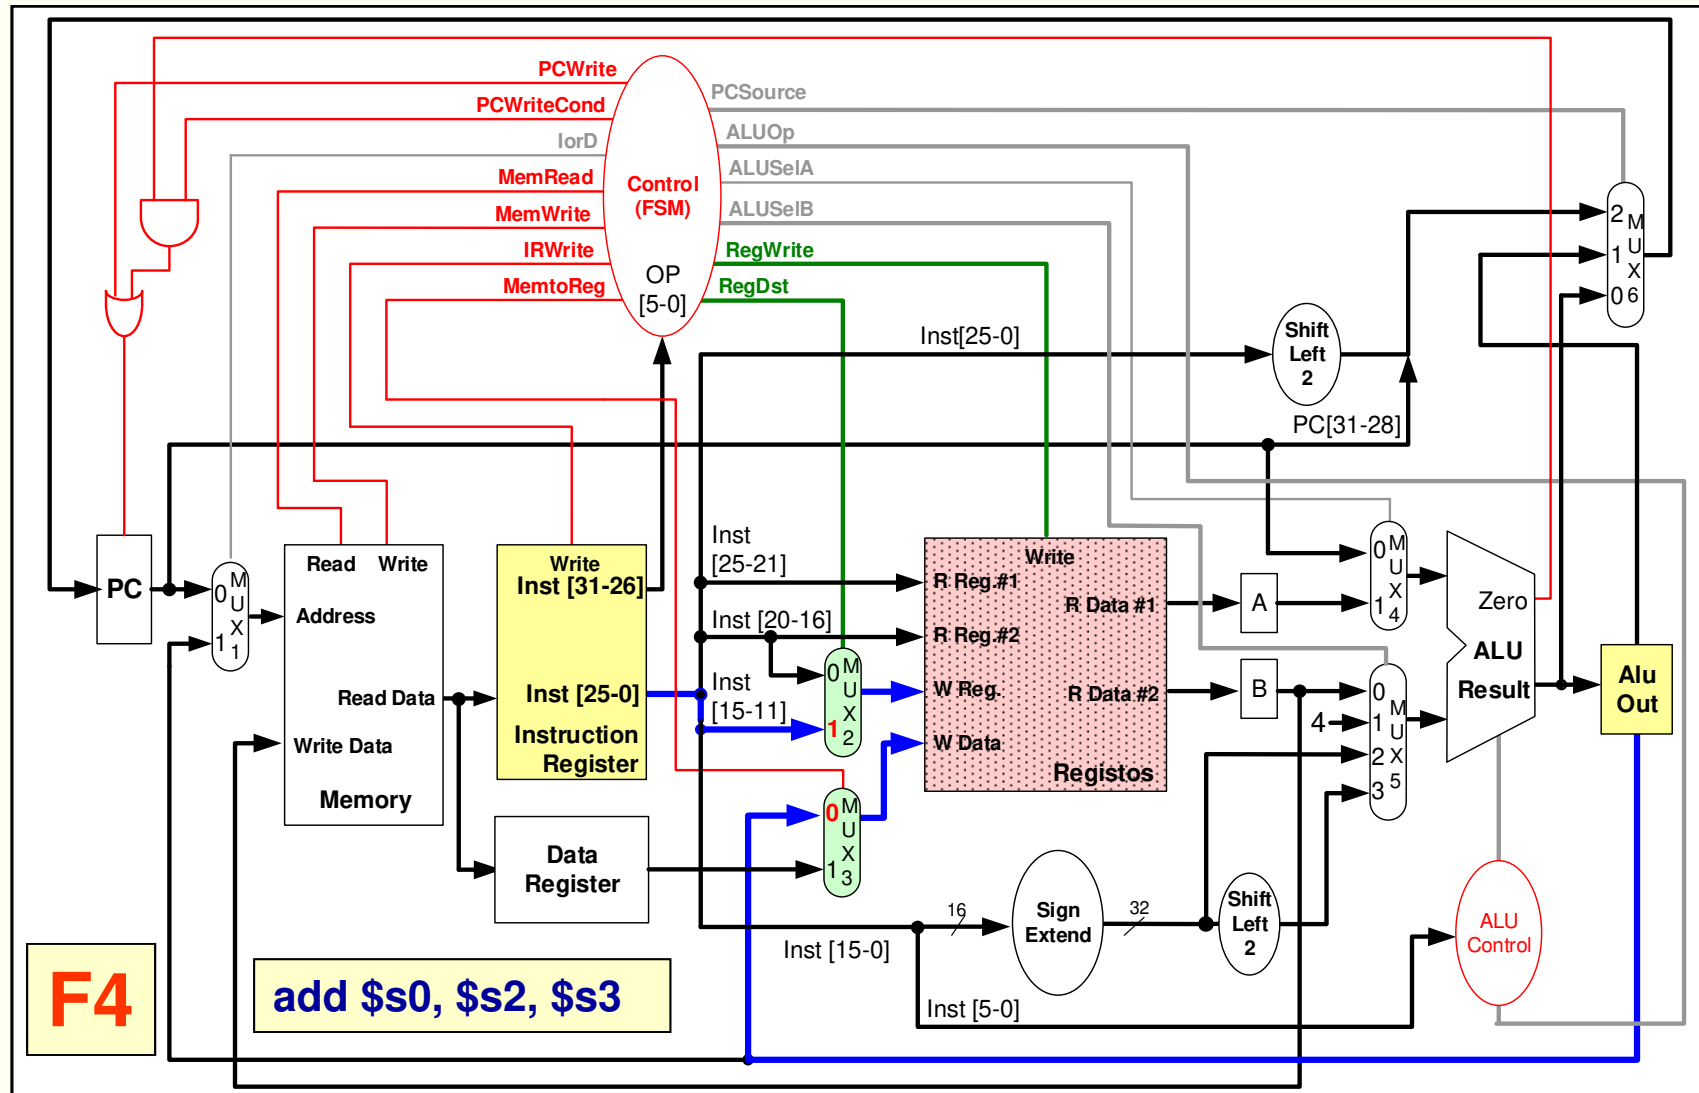 PCWrite
PCWriteCond
IorD
MemRead
MemWrite
IRWrite
MemtoReg
Control
(FSM)
OP
[5-0]
PCSource
ALUOp
ALUSelA
ALUSelB
RegWrite
RegDst
Inst[25-0]
Shift
Left
2
PC[31-28]
2
1
0
M
U
X
6
PC
0
1
M
U
X
1
Read Write
Address
Read Data
Write Data
Memory
Write
Inst [31-26]
Inst [25-0]
Instruction
Register
Data
Register
Inst
[25-21]
Inst [20-16]
Inst
[15-11]
0
1
M
U
X
2
0
1
M
U
X
3
Write
R Reg.#1
R Data #1
R Reg.#2
W Reg.
R Data #2
W Data
Registos
A
B
4
0
1
M
U
X
4
0
1
2
3
M
U
X
5
Zero
ALU
Result
Alu
Out
Inst [15-0]
16
Sign
Extend
32
Shift
Left
2
ALU
Control
Inst [5-0]
F4
add $s0, $s2, $s3